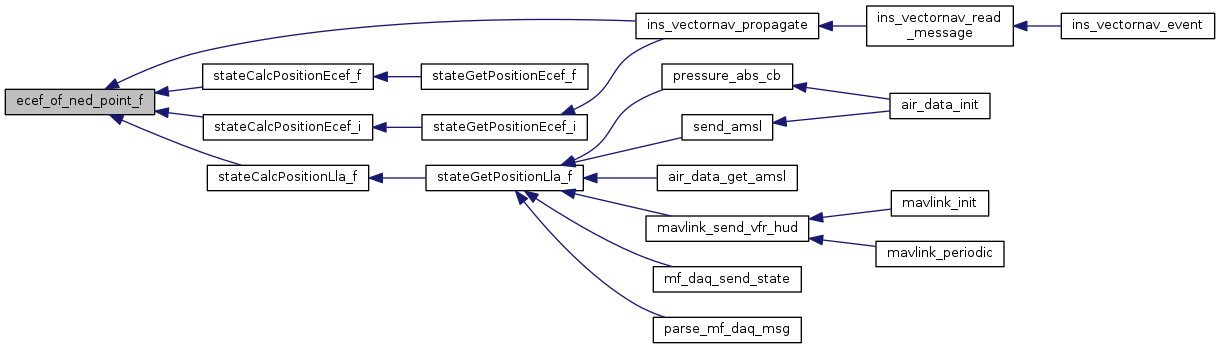 ecef_of_ned_point_f
ins_vectornav_propagate
ins_vectornav_read
_message
ins_vectornav_event
stateCalcPositionEcef_f
stateGetPositionEcef_f
stateCalcPositionEcef_i
stateGetPositionEcef_i
stateCalcPositionLla_f
stateGetPositionLla_f
pressure_abs_cb
air_data_init
send_amsl
air_data_get_amsl
mavlink_send_vfr_hud
mavlink_init
mavlink_periodic
mf_daq_send_state
parse_mf_daq_msg